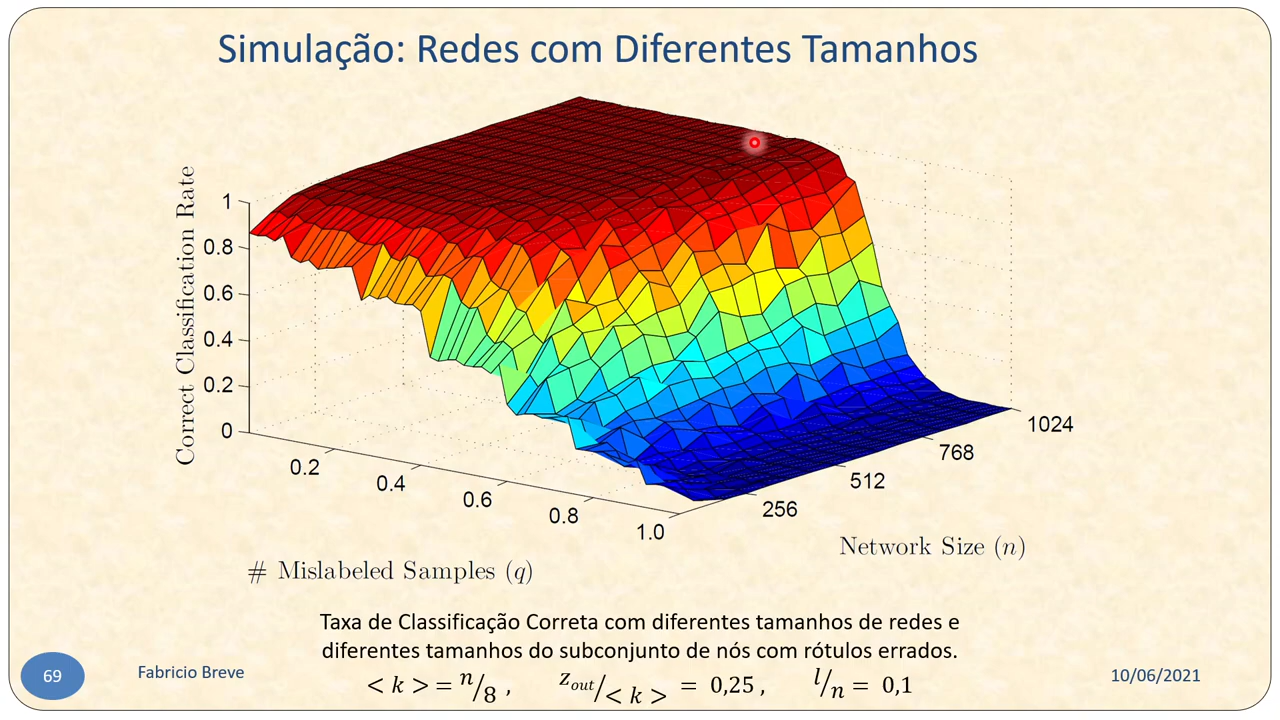 Simulação: Redes com Diferentes Tamanhos
Correct Classification Rate
1
0.8
0.6
0.4
0.2
0
0.2
0.4
0.6
0.8
1.0
256
512
768
1024
# Mislabeled Samples (q)
Network Size (n)
Taxa de Classificação Correta com diferentes tamanhos de redes e
diferentes tamanhos do subconjunto de nós com rótulos errados.
< k > = n/8 , z_out/< k > = 0,25 , l/n = 0,1
69
Fabricio Breve
10/06/2021